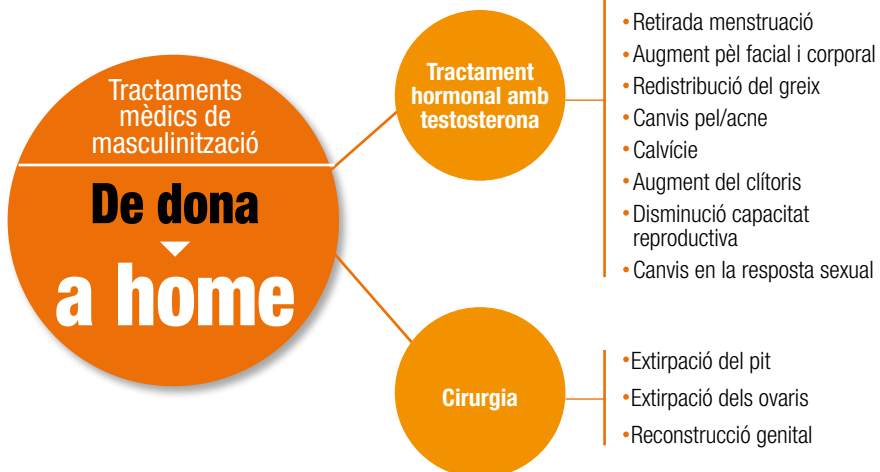 Tractaments
mèdics de
masculinització
De dona
a home
Tractament
hormonal amb
testosterona
• Retirada menstruació
• Augment pèl facial i corporal
• Redistribució del greix
• Canvis pel/acne
• Calvície
• Augment del clítoris
• Disminució capacitat
reproductiva
• Canvis en la resposta sexual
Cirurgia
• Extirpació del pit
• Extirpació dels ovaris
• Reconstrucció genital